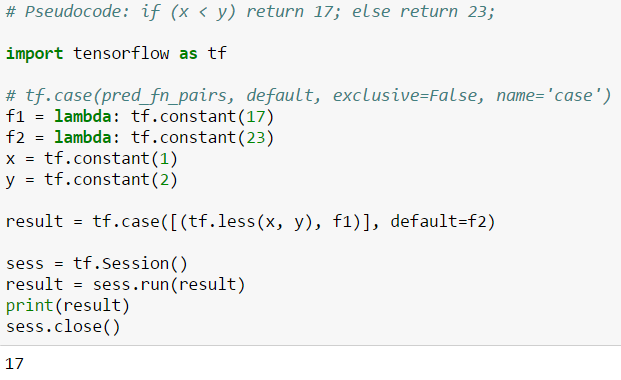 # Pseudocode: if (x < y) return 17; else return 23;
import tensorflow as tf
# tf.case(pred_fn_pairs, default, exclusive=False, name='case')
f1 = lambda: tf.constant(17)
f2 = lambda: tf.constant(23)
x = tf.constant(1)
y = tf.constant(2)
result = tf.case([(tf.less(x, y), f1)], default=f2)
sess = tf.Session()
result = sess.run(result)
print(result)
sess.close()
17